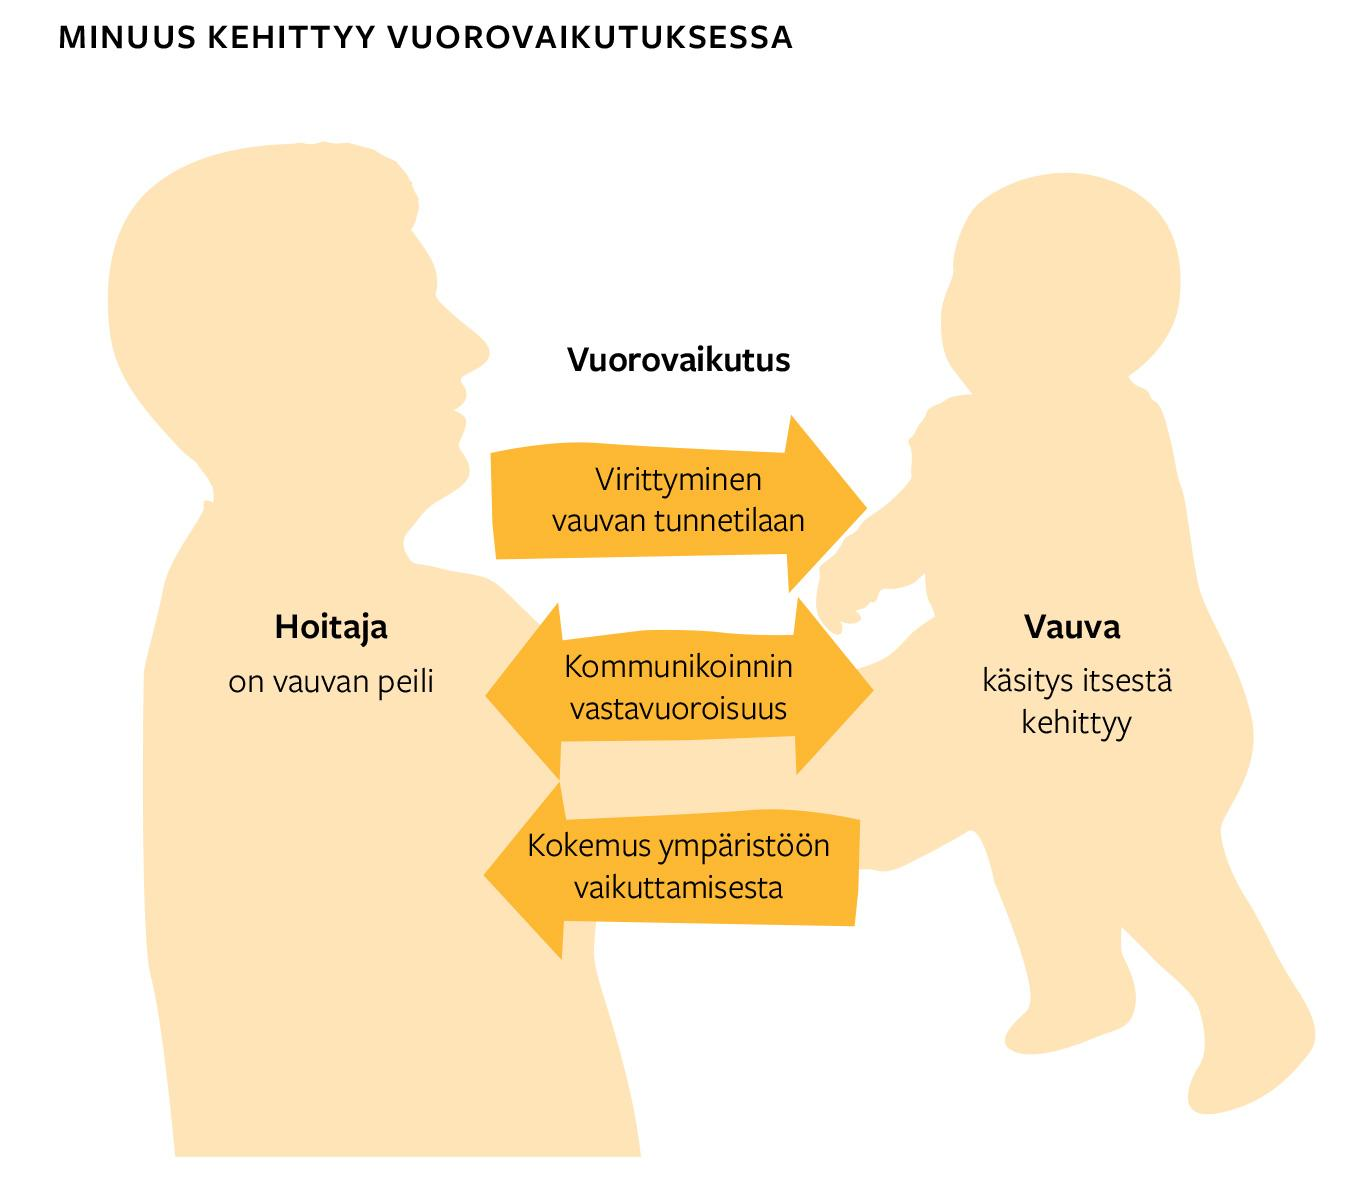 MINUUS KEHITTYY VUOROVAIKUTUKSESSA
Vuorovaikutus
Virittyminen
vauvan tunnetilaan
Hoitaja
on vauvan peili
Kommunikoinnin
vastavuoroisuus
Vauva
käsitys itsestä
kehittyy
Kokemus ympäristöön
vaikuttamisesta